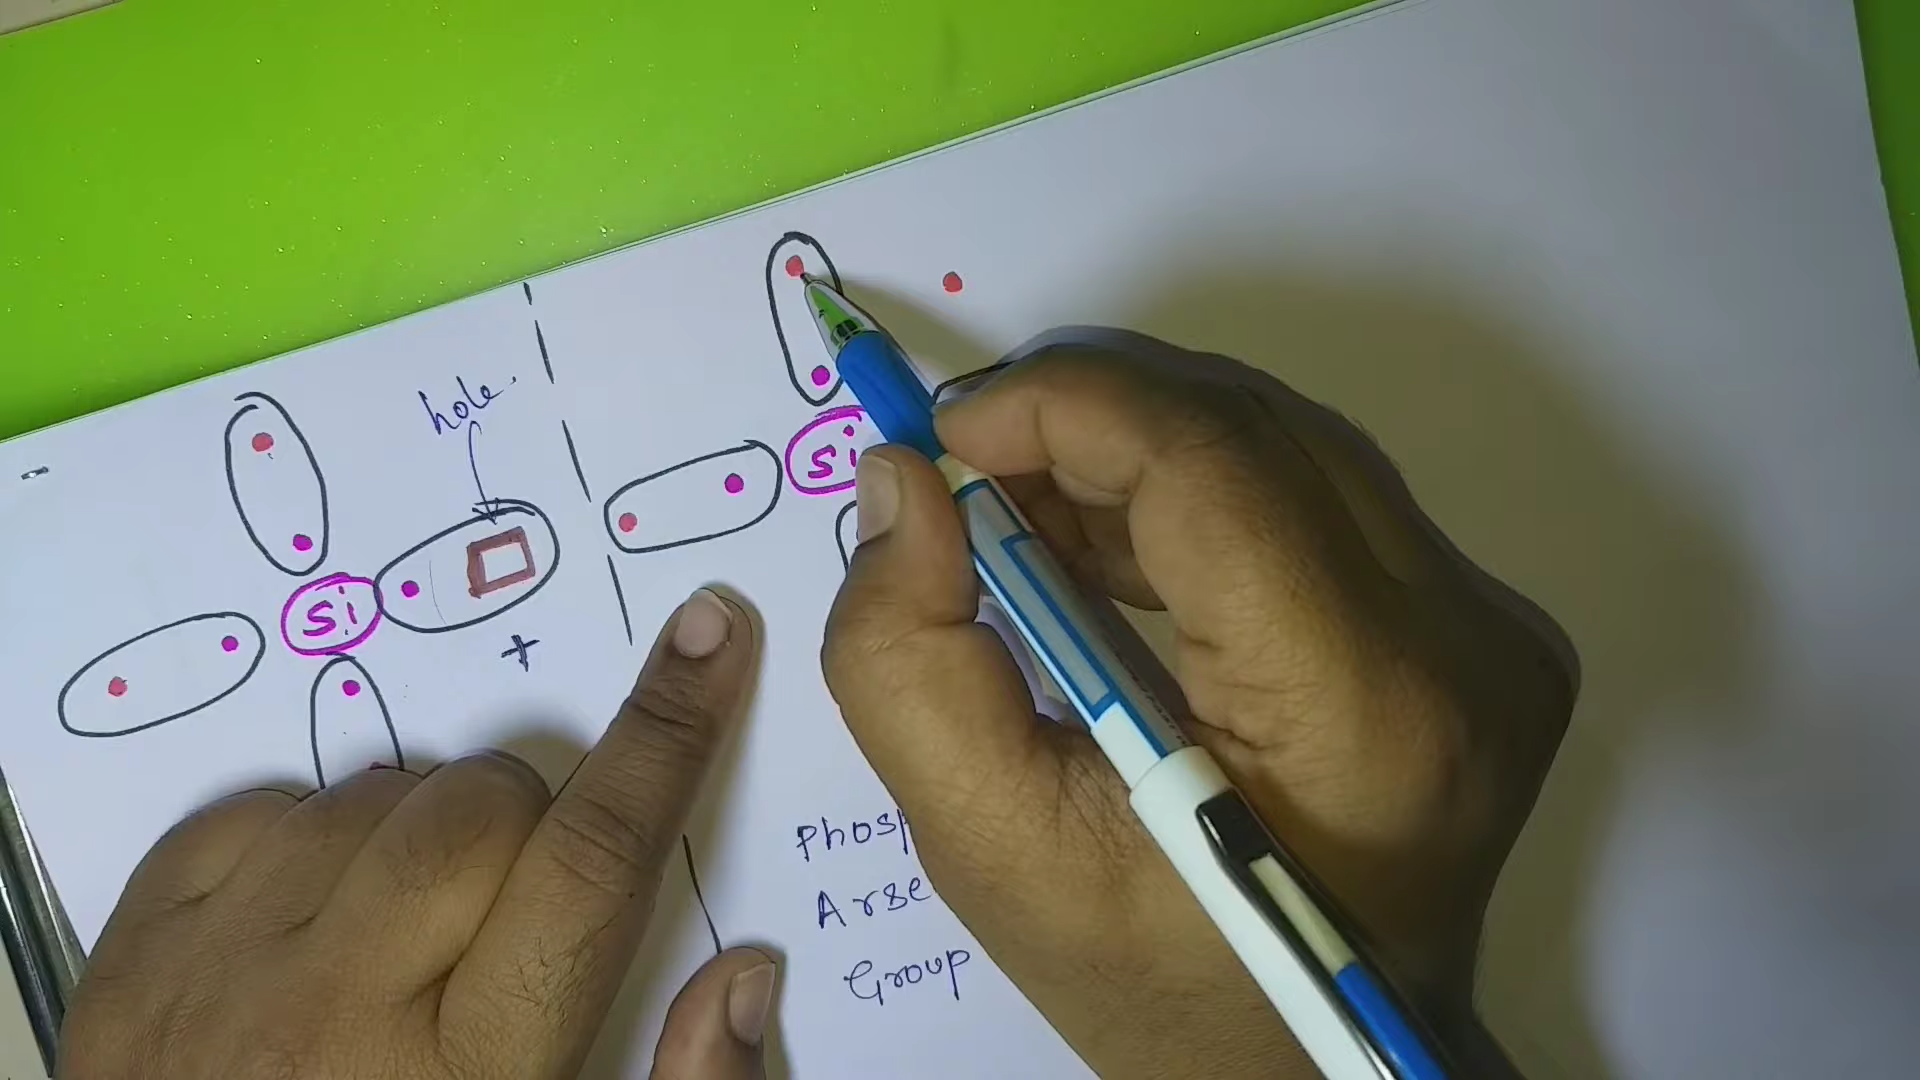 hole.
Si
Si
+
Phosp
Arse
Group